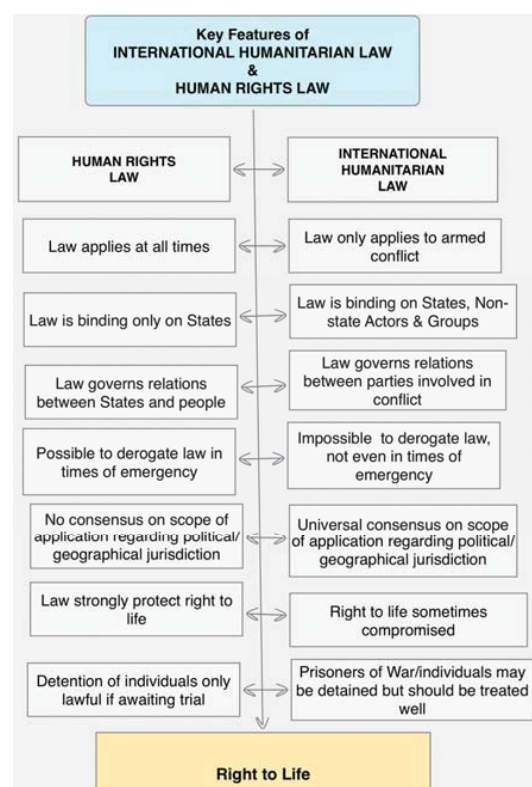 Key Features of
INTERNATIONAL HUMANITARIAN LAW
&
HUMAN RIGHTS LAW
HUMAN RIGHTS
LAW
INTERNATIONAL
HUMANITARIAN
LAW
Law applies at all times
Law only applies to armed
conflict
Law is binding only on States
Law is binding on States, Non-
state Actors & Groups
Law governs relations
between States and people
Law governs relations
between parties involved in
conflict
Possible to derogate law in
times of emergency
Impossible to derogate law,
not even in times of
emergency
No consensus on scope of
application regarding political/
geographical jurisdiction
Universal consensus on scope
of application regarding political/
geographical jurisdiction
Law strongly protect right to
life
Right to life sometimes
compromised
Detention of individuals only
lawful if awaiting trial
Prisoners of War/individuals may
be detained but should be treated
well
Right to Life